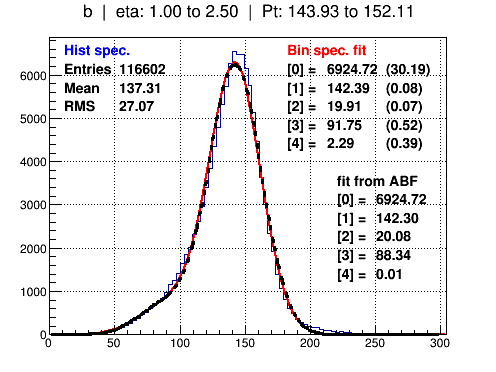 b | eta: 1.00 to 2.50 | Pt: 143.93 to 152.11
Hist spec.
Entries 116602
Mean 137.31
RMS 27.07
Bin spec. fit
[0] = 6924.72 (30.19)
[1] = 142.39 (0.08)
[2] = 19.91 (0.07)
[3] = 91.75 (0.52)
[4] = 2.29 (0.39)
fit from ABF
[0] = 6924.72
[1] = 142.30
[2] = 20.08
[3] = 88.34
[4] = 0.01
6000
5000
4000
3000
2000
1000
0
0 50 100 150 200 250 300